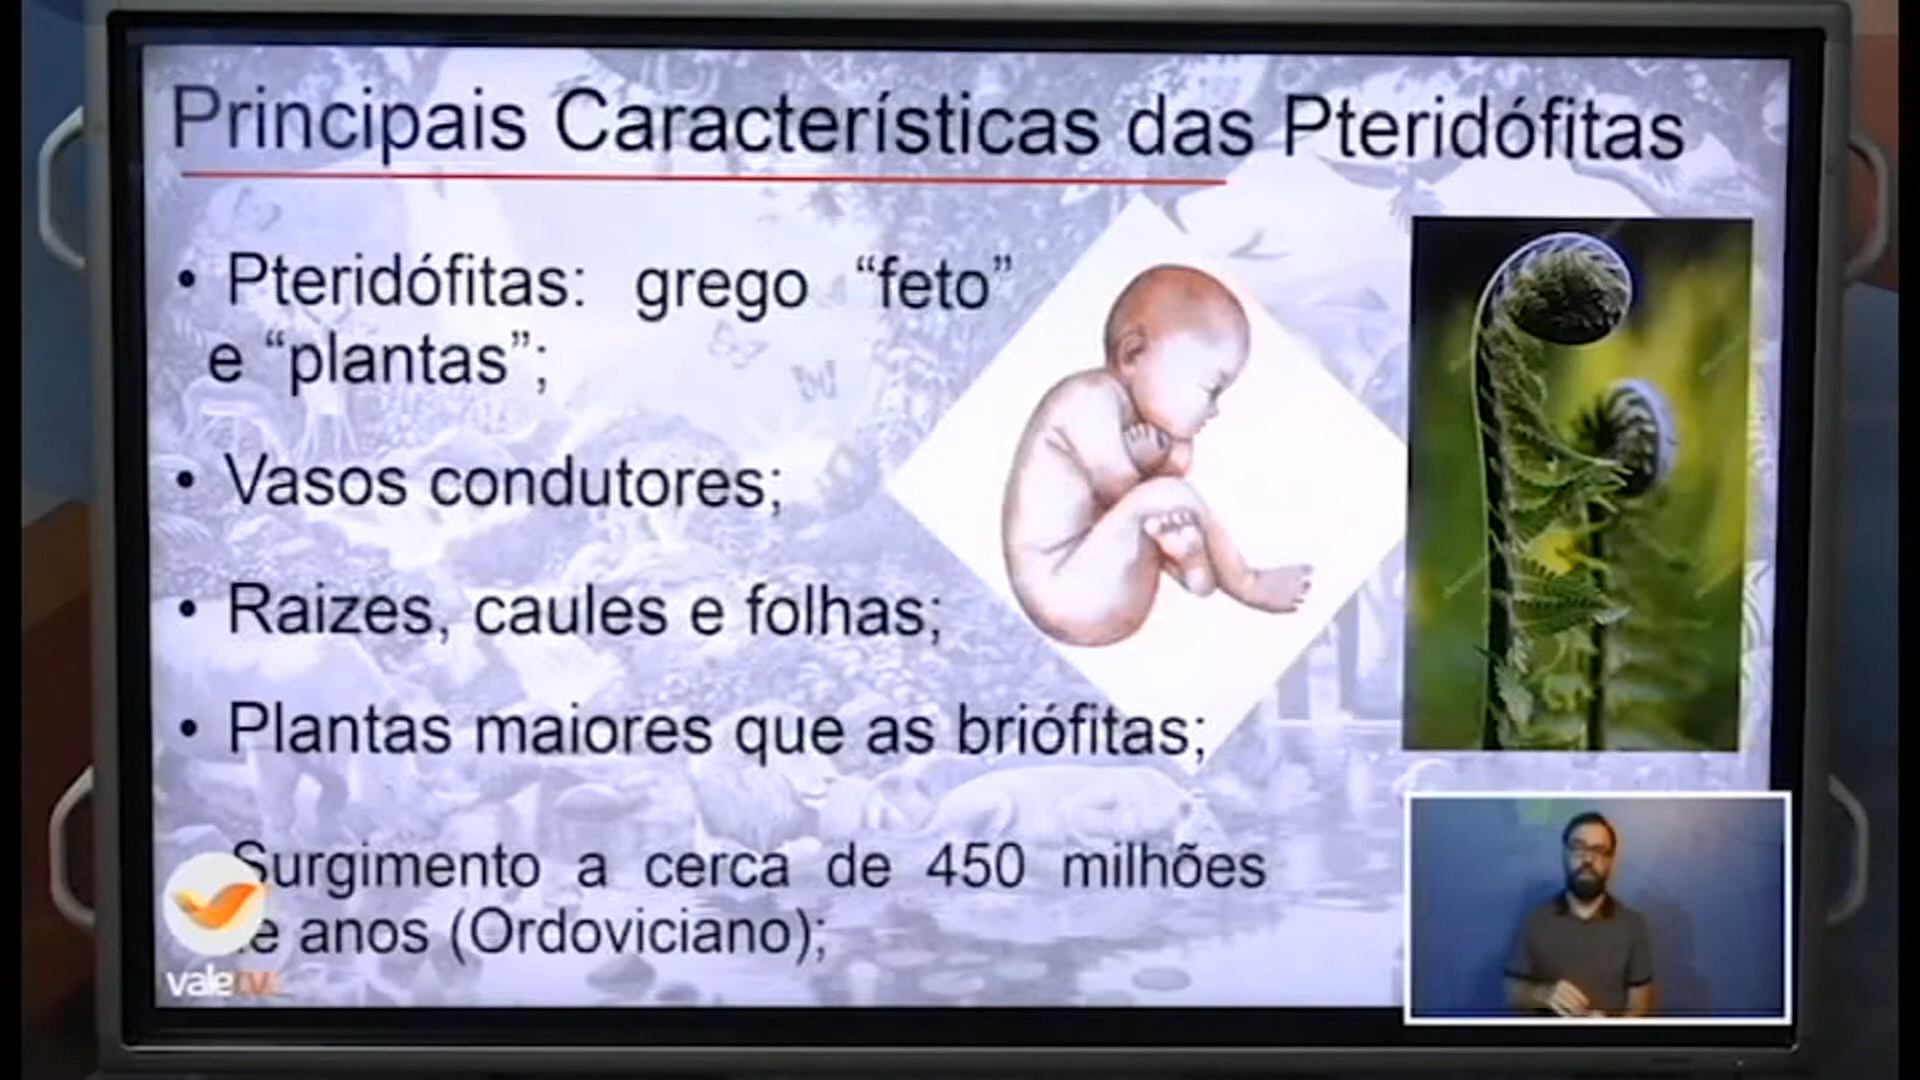 Principais Características das Pteridófitas
• Pteridófitas: grego “feto”
e “plantas”;
• Vasos condutores;
• Raizes, caules e folhas;
• Plantas maiores que as briófitas;
Surgimento a cerca de 450 milhões
e anos (Ordoviciano);
vale tv